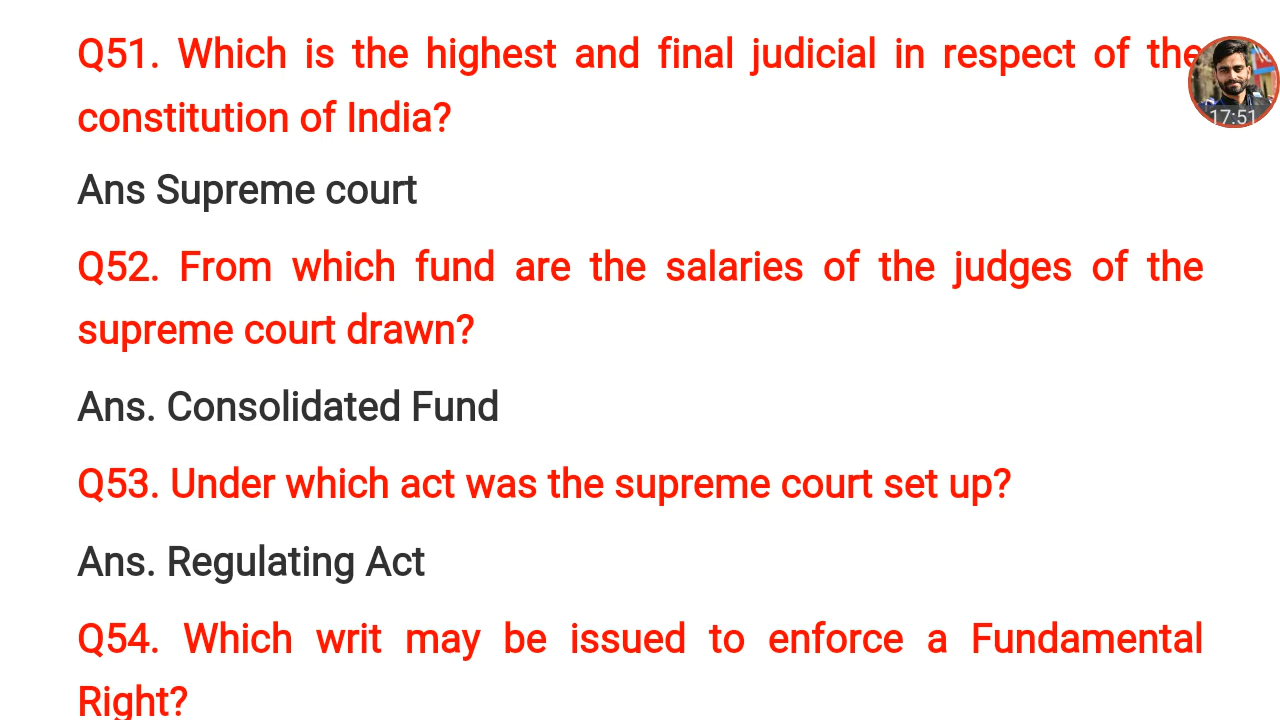 Q51. Which is the highest and final judicial in respect of the
constitution of India?
17:51
Ans Supreme court
Q52. From which fund are the salaries of the judges of the
supreme court drawn?
Ans. Consolidated Fund
Q53. Under which act was the supreme court set up?
Ans. Regulating Act
Q54. Which writ may be issued to enforce a Fundamental
Right?